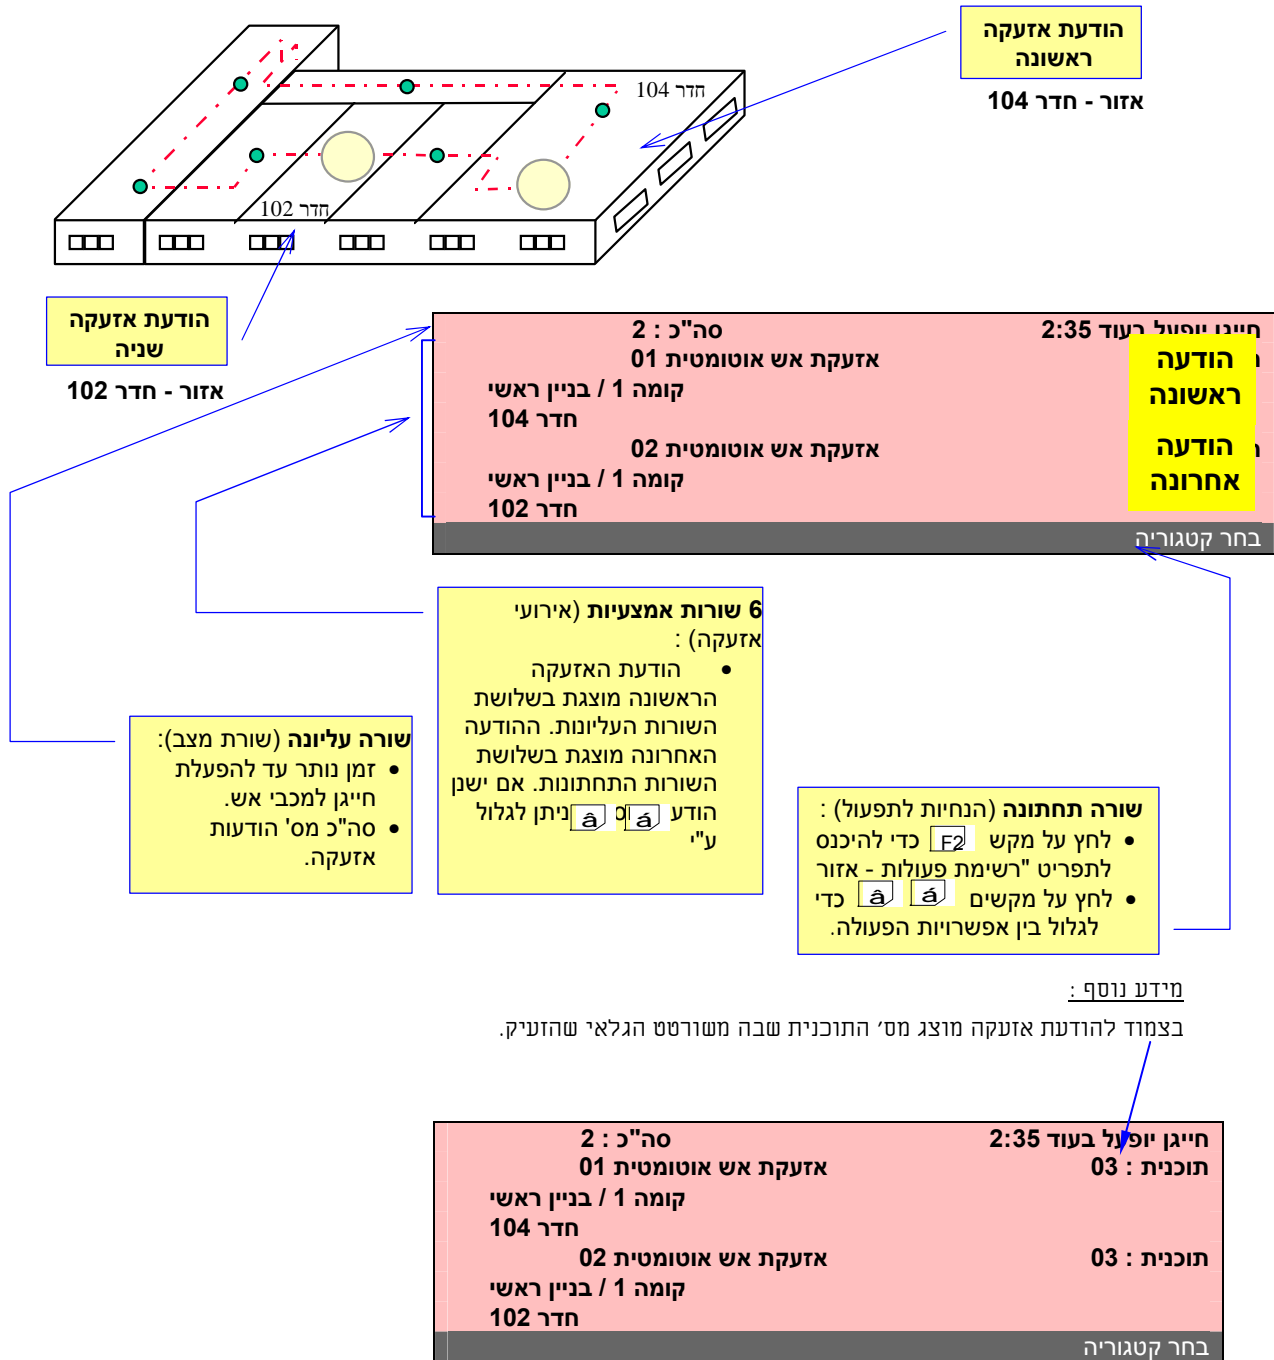 הודעת אזעקה
ראשונה
אזור - חדר 104
חדר 104
חדר 102
הודעת אזעקה
שניה
אזור - חדר 102
חייגן יופעל בעוד 2:35 סה"כ : 2
אזעקת אש אוטומטית 01
קומה 1 / בניין ראשי
חדר 104
אזעקת אש אוטומטית 02
קומה 1 / בניין ראשי
חדר 102
הודעה
ראשונה
הודעה
אחרונה
בחר קטגוריה
6 שורות אמצעיות (אירועי
אזעקה) :
• הודעת האזעקה
הראשונה מוצגת בשלושת
השורות העליונות. ההודעה
האחרונה מוצגת בשלושת
השורות התחתונות. אם ישנן
á â ניתן לגלול
ע"י
שורה עליונה (שורת מצב):
• זמן נותר עד להפעלת
חייגן למכבי אש.
• סה"כ מס' הודעות
אזעקה.
שורה תחתונה (הנחיות לתפעול) :
• לחץ על מקש F2 כדי להיכנס
לתפריט "רשימת פעולות - אזור
• לחץ על מקשים á â כדי
לגלול בין אפשרויות הפעולה.
מידע נוסף :
בצמוד להודעת אזעקה מוצג מס' התוכנית שבה משורטט הגלאי שהזעיק.
חייגן יופעל בעוד 2:35 סה"כ : 2
תוכנית : 03 אזעקת אש אוטומטית 01
קומה 1 / בניין ראשי
חדר 104
תוכנית : 03 אזעקת אש אוטומטית 02
קומה 1 / בניין ראשי
חדר 102
בחר קטגוריה